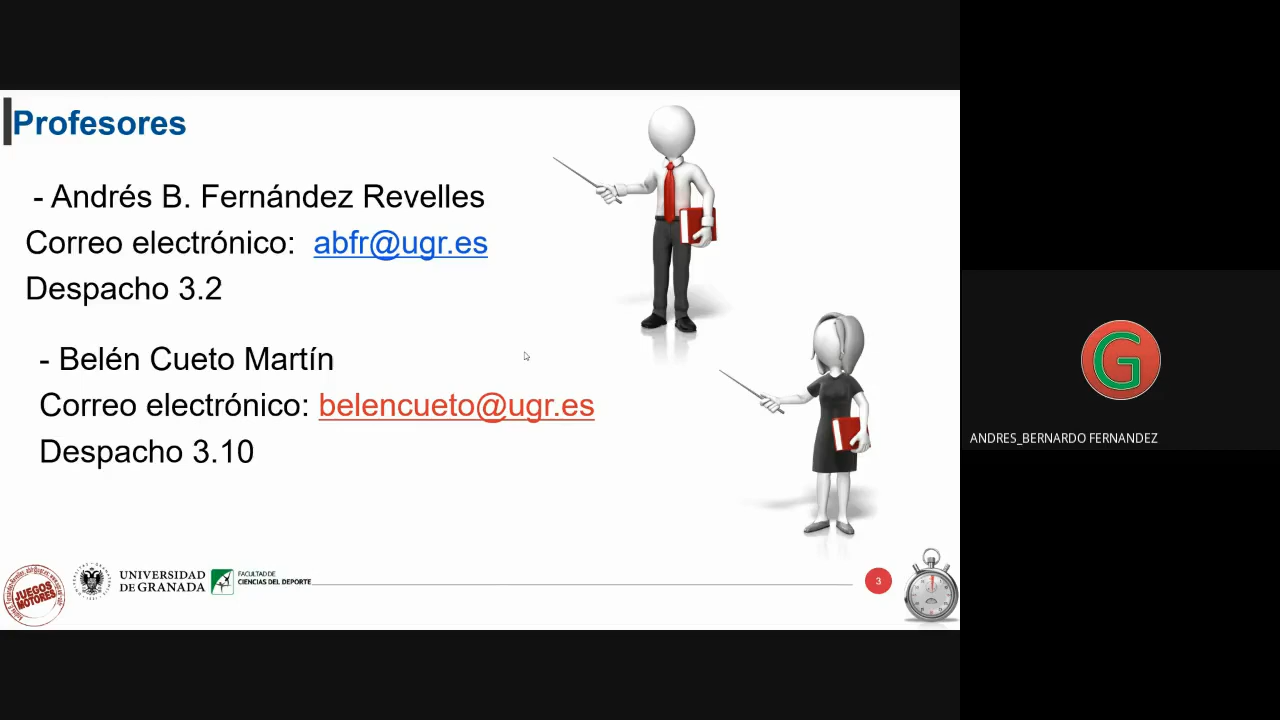 Profesores
- Andrés B. Fernández Revelles
Correo electrónico: abfr@ugr.es
Despacho 3.2
- Belén Cueto Martín
Correo electrónico: belencueto@ugr.es
Despacho 3.10
JUEGOS
MOTORES
UNIVERSIDAD
DE GRANADA
FACULTAD DE
CIENCIAS DEL DEPORTE
3
G
ANDRES_BERNARDO FERNANDEZ